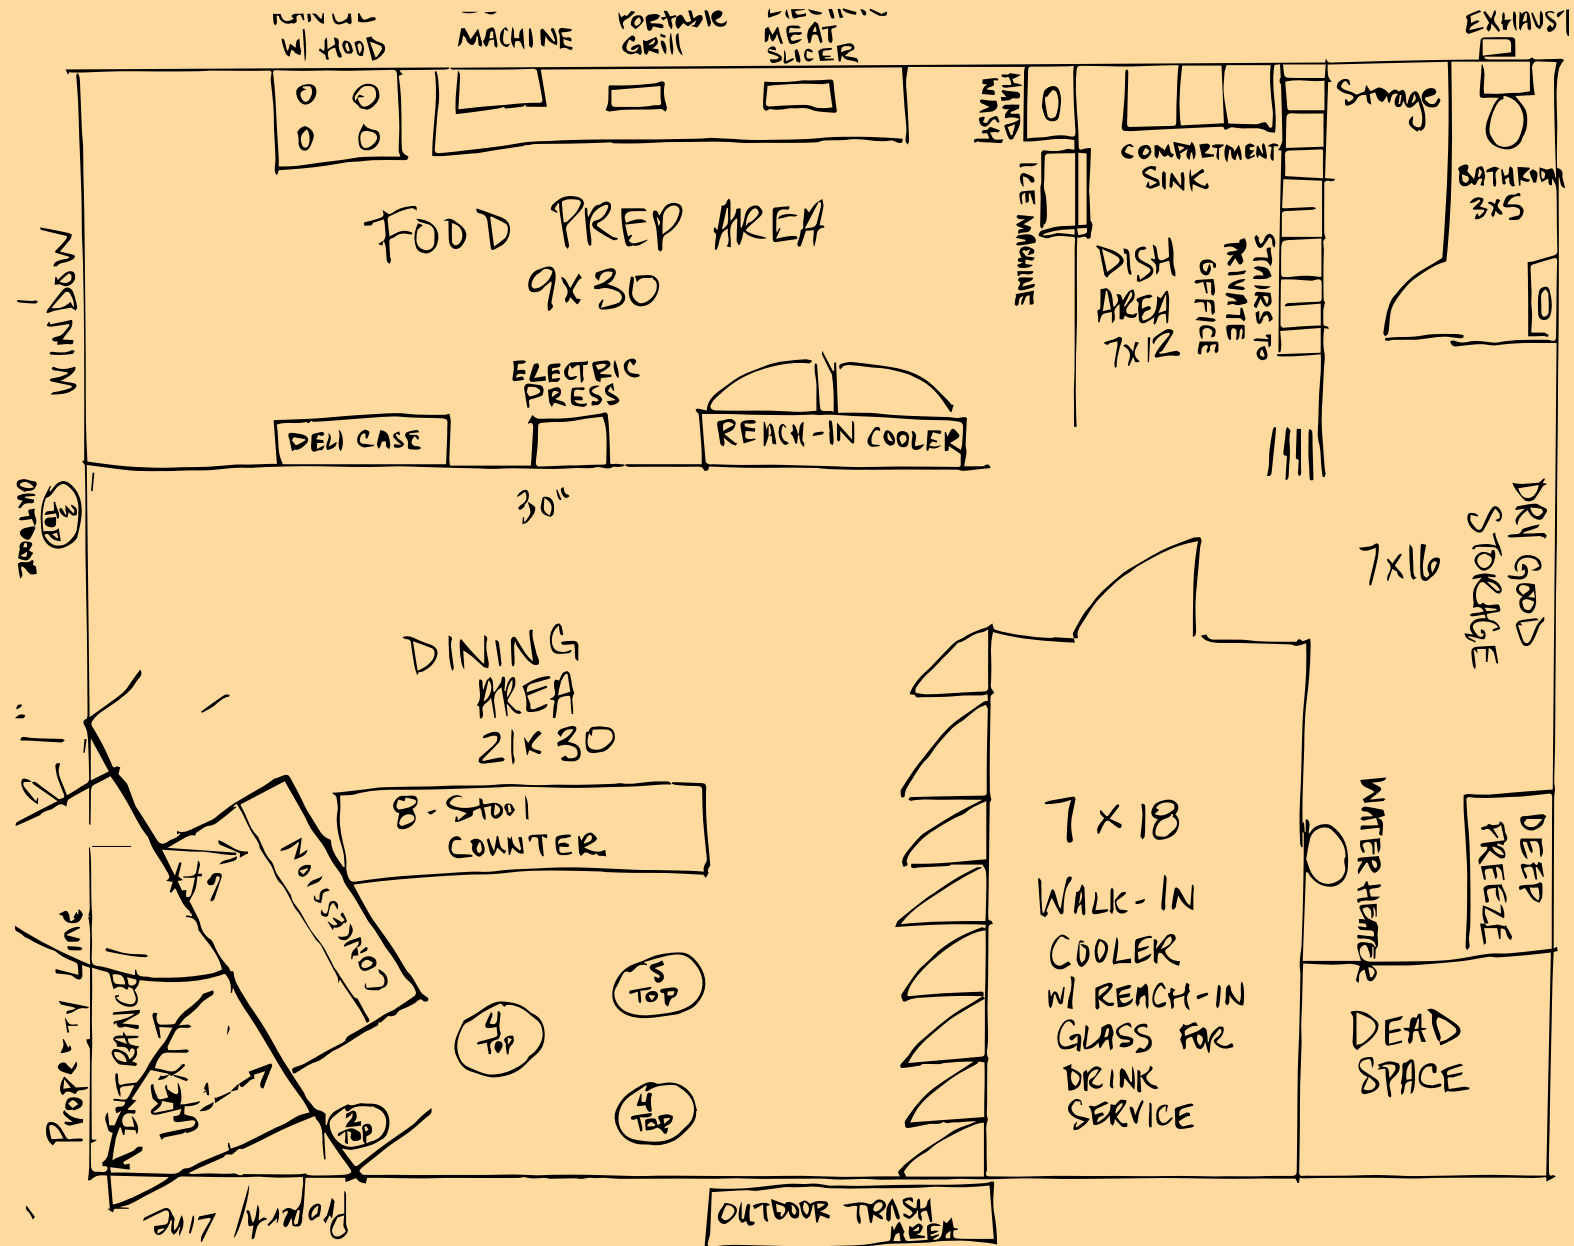 W/ HOOD
MACHINE
Portable
Grill
MEAT
SLICER
EXHAUST
HAND
WASH
ICE MACHINE
COMPARTMENT
SINK
Storage
BATHROOM
3X5
FOOD PREP AREA
9X30
WINDOW
DISH
AREA
7X12
STAIRS TO
PRIVATE
OFFICE
ELECTRIC
PRESS
DELI CASE
REACH-IN COOLER
3
TOP
OUTDOOR
30"
7X16
DRY GOOD
STORAGE
DINING
AREA
21X30
21"
8-Stool
COUNTER
CONCESSION
6ft
7 X 18
WALK-IN
COOLER
W/ REACH-IN
GLASS FOR
DRINK
SERVICE
WATER HEATER
DEEP
FREEZE
DEAD
SPACE
5
TOP
4
TOP
4
TOP
2
TOP
Property Line
ENTRANCE/
EXIT
Property Line
OUTDOOR TRASH
AREA